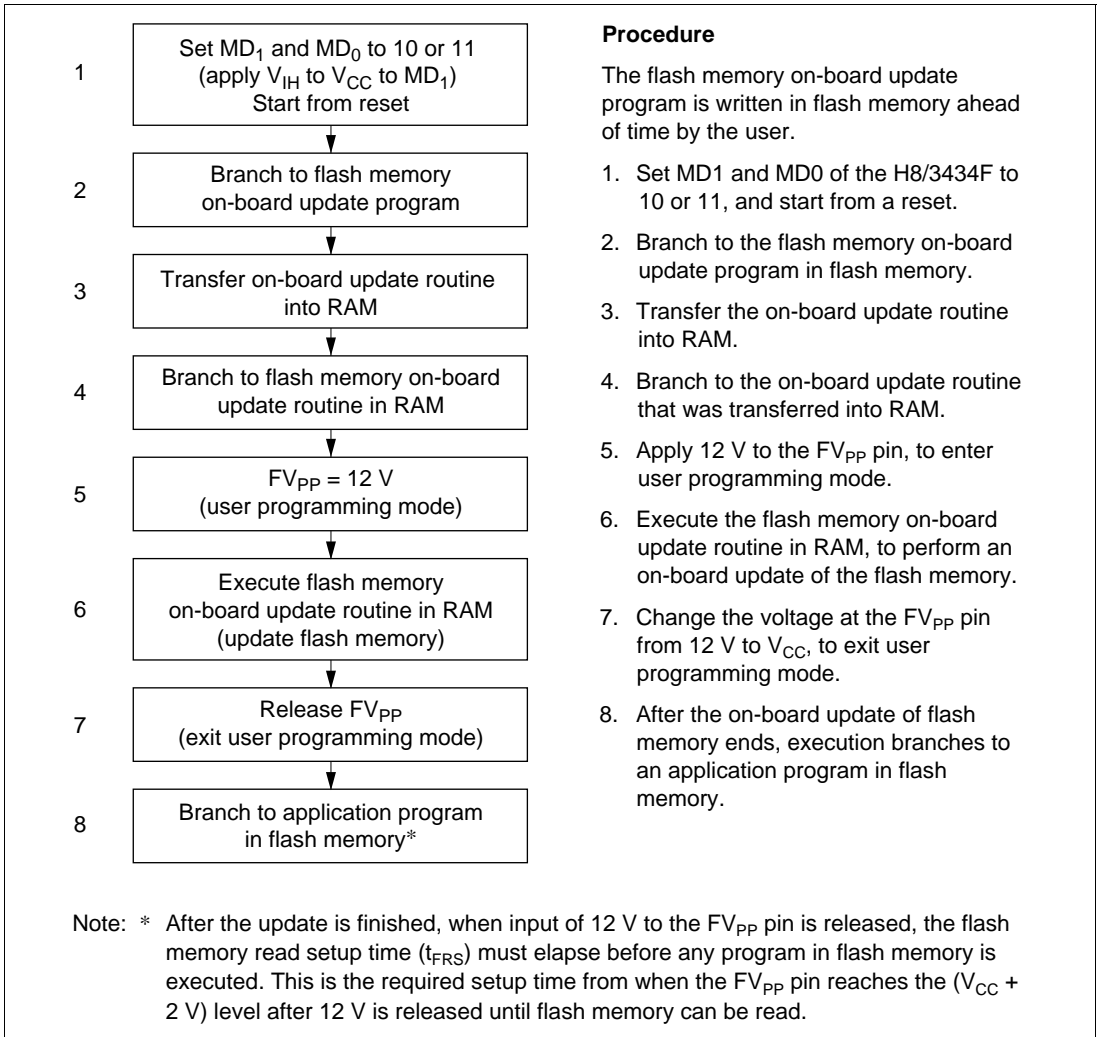 1
Set MD1 and MD0 to 10 or 11
(apply VIH to VCC to MD1)
Start from reset
2
Branch to flash memory
on-board update program
3
Transfer on-board update routine
into RAM
4
Branch to flash memory on-board
update routine in RAM
5
FVPP = 12 V
(user programming mode)
6
Execute flash memory
on-board update routine in RAM
(update flash memory)
7
Release FVPP
(exit user programming mode)
8
Branch to application program
in flash memory*
Procedure
The flash memory on-board update
program is written in flash memory ahead
of time by the user.
1. Set MD1 and MD0 of the H8/3434F to
10 or 11, and start from a reset.
2. Branch to the flash memory on-board
update program in flash memory.
3. Transfer the on-board update routine
into RAM.
4. Branch to the on-board update routine
that was transferred into RAM.
5. Apply 12 V to the FVPP pin, to enter
user programming mode.
6. Execute the flash memory on-board
update routine in RAM, to perform an
on-board update of the flash memory.
7. Change the voltage at the FVPP pin
from 12 V to VCC, to exit user
programming mode.
8. After the on-board update of flash
memory ends, execution branches to
an application program in flash
memory.
Note: * After the update is finished, when input of 12 V to the FVPP pin is released, the flash
memory read setup time (tFRS) must elapse before any program in flash memory is
executed. This is the required setup time from when the FVPP pin reaches the (VCC +
2 V) level after 12 V is released until flash memory can be read.